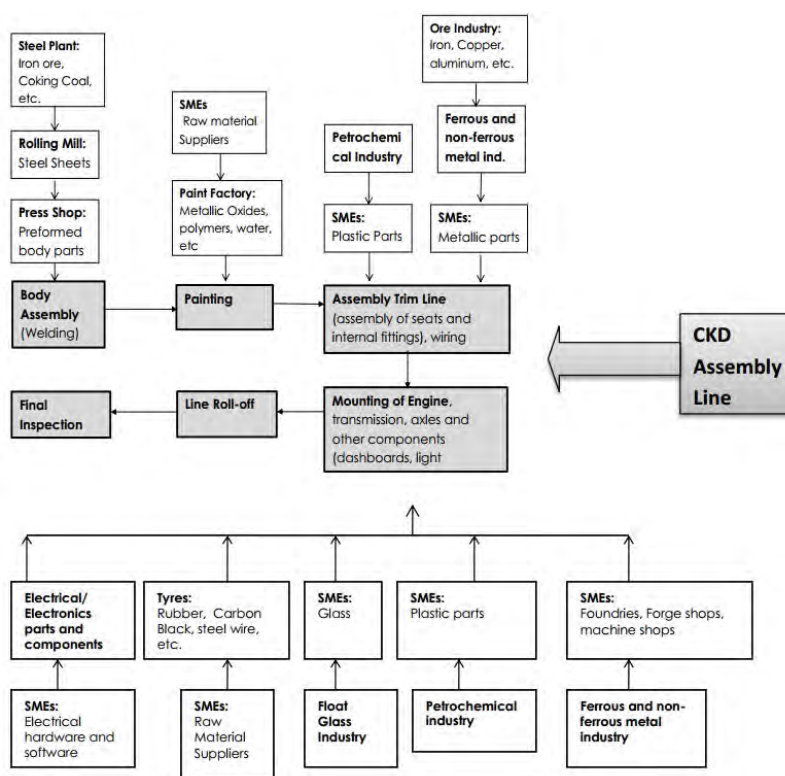 Steel Plant:
Iron ore,
Coking Coal,
etc.
Rolling Mill:
Steel Sheets
Press Shop:
Preformed
body parts
SMEs
Raw material
Suppliers
Paint Factory:
Metallic Oxides,
polymers, water,
etc
Petrochemi
cal Industry
SMEs:
Plastic Parts
Ore Industry:
Iron, Copper,
aluminum, etc.
Ferrous and
non-ferrous
metal ind.
SMEs:
Metallic parts
Body
Assembly
(Welding)
Painting
Assembly Trim Line
(assembly of seats and
internal fittings), wiring
CKD
Assembly
Line
Final
Inspection
Line Roll-off
Mounting of Engine,
transmission, axles and
other components
(dashboards, light
Electrical/
Electronics
parts and
components
Tyres:
Rubber, Carbon
Black, steel wire,
etc.
SMEs:
Glass
SMEs:
Plastic parts
SMEs:
Foundries, Forge shops,
machine shops
SMEs:
Electrical
hardware and
software
SMEs:
Raw
Material
Suppliers
Float
Glass
Industry
Petrochemical
industry
Ferrous and non-
ferrous metal
industry